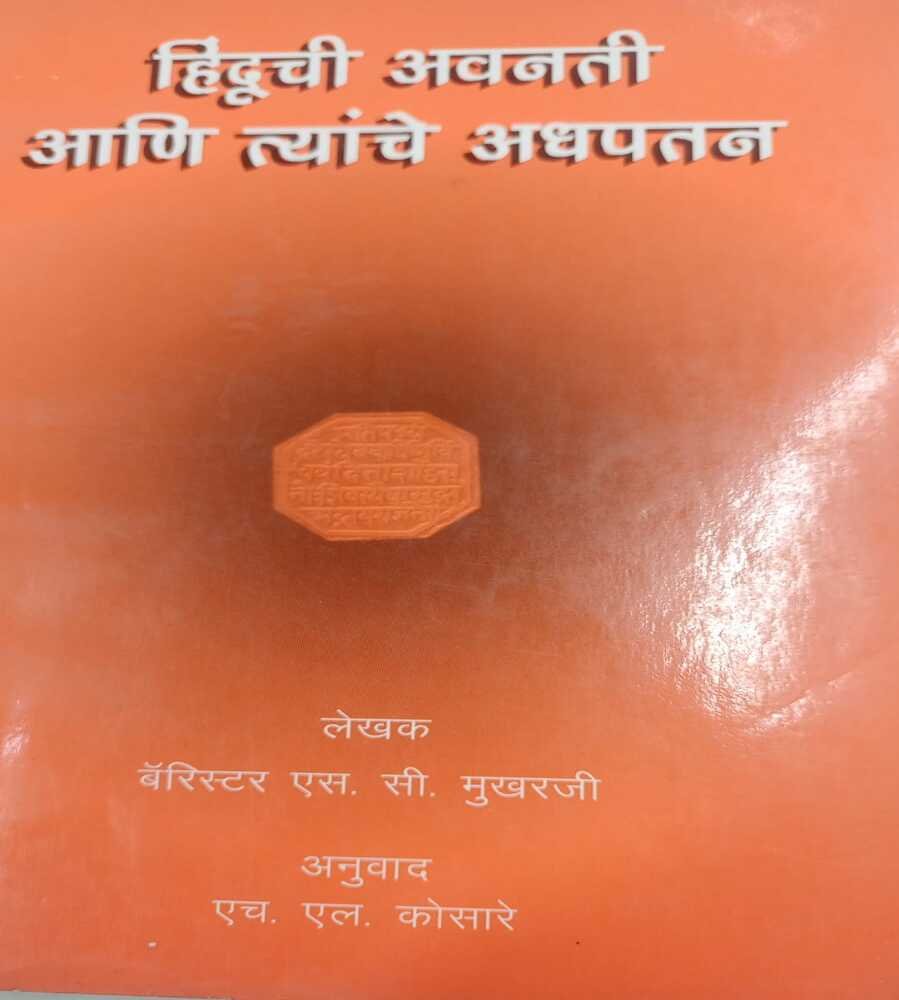 हिंदूची अवनती
आणि त्यांचे अधपतन
लेखक
बॅरिस्टर एस. सी. मुखरजी
अनुवाद
एच. एल. कोसारे